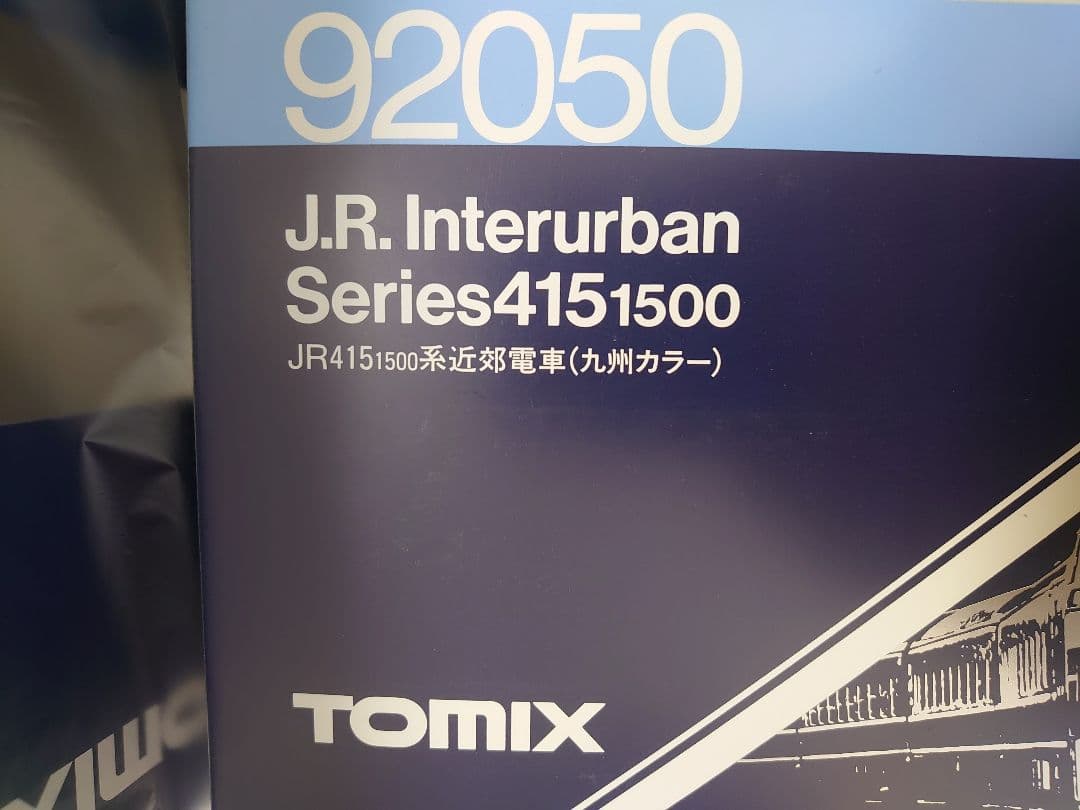 92050
J.R. Interurban
Series415 1500
JR415 1500系近郊電車(九州カラー)
TOMIX
TOMIX